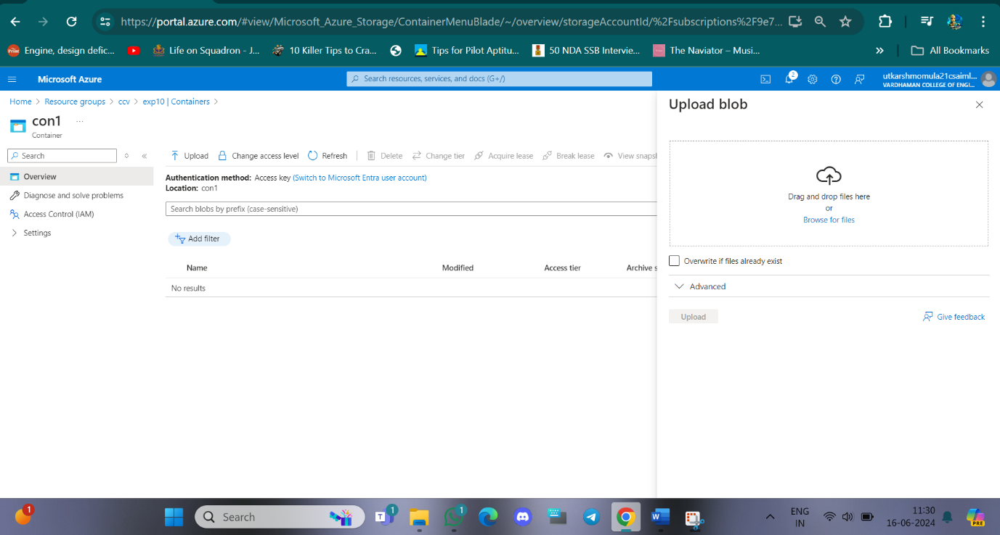 https://portal.azure.com/#view/Microsoft_Azure_Storage/ContainerMenuBlade/~/overview/storageAccountId/%2Fsubscriptions%2F9e7...
Engine, design defic...
Life on Squadron - J...
10 Killer Tips to Cra...
Tips for Pilot Aptitu...
50 NDA SSB Intervie...
The Naviator – Musi...
»
All Bookmarks
Microsoft Azure
Search resources, services, and docs (G+/)
2
utkarshmomula21csaiml...
VARDHAMAN COLLEGE OF ENGI...
Home > Resource groups > ccv > exp10 | Containers >
con1 ...
Container
Search
«
Overview
Diagnose and solve problems
Access Control (IAM)
Settings
Upload
Change access level
Refresh
Delete
Change tier
Acquire lease
Break lease
View snapsl
Authentication method: Access key (Switch to Microsoft Entra user account)
Location: con1
Search blobs by prefix (case-sensitive)
Add filter
Name Modified Access tier Archive s
No results
Upload blob
Drag and drop files here
or
Browse for files
Overwrite if files already exist
Advanced
Upload
Give feedback
1
Search
T
1
1
W
ENG
IN
11:30
16-06-2024
PRE